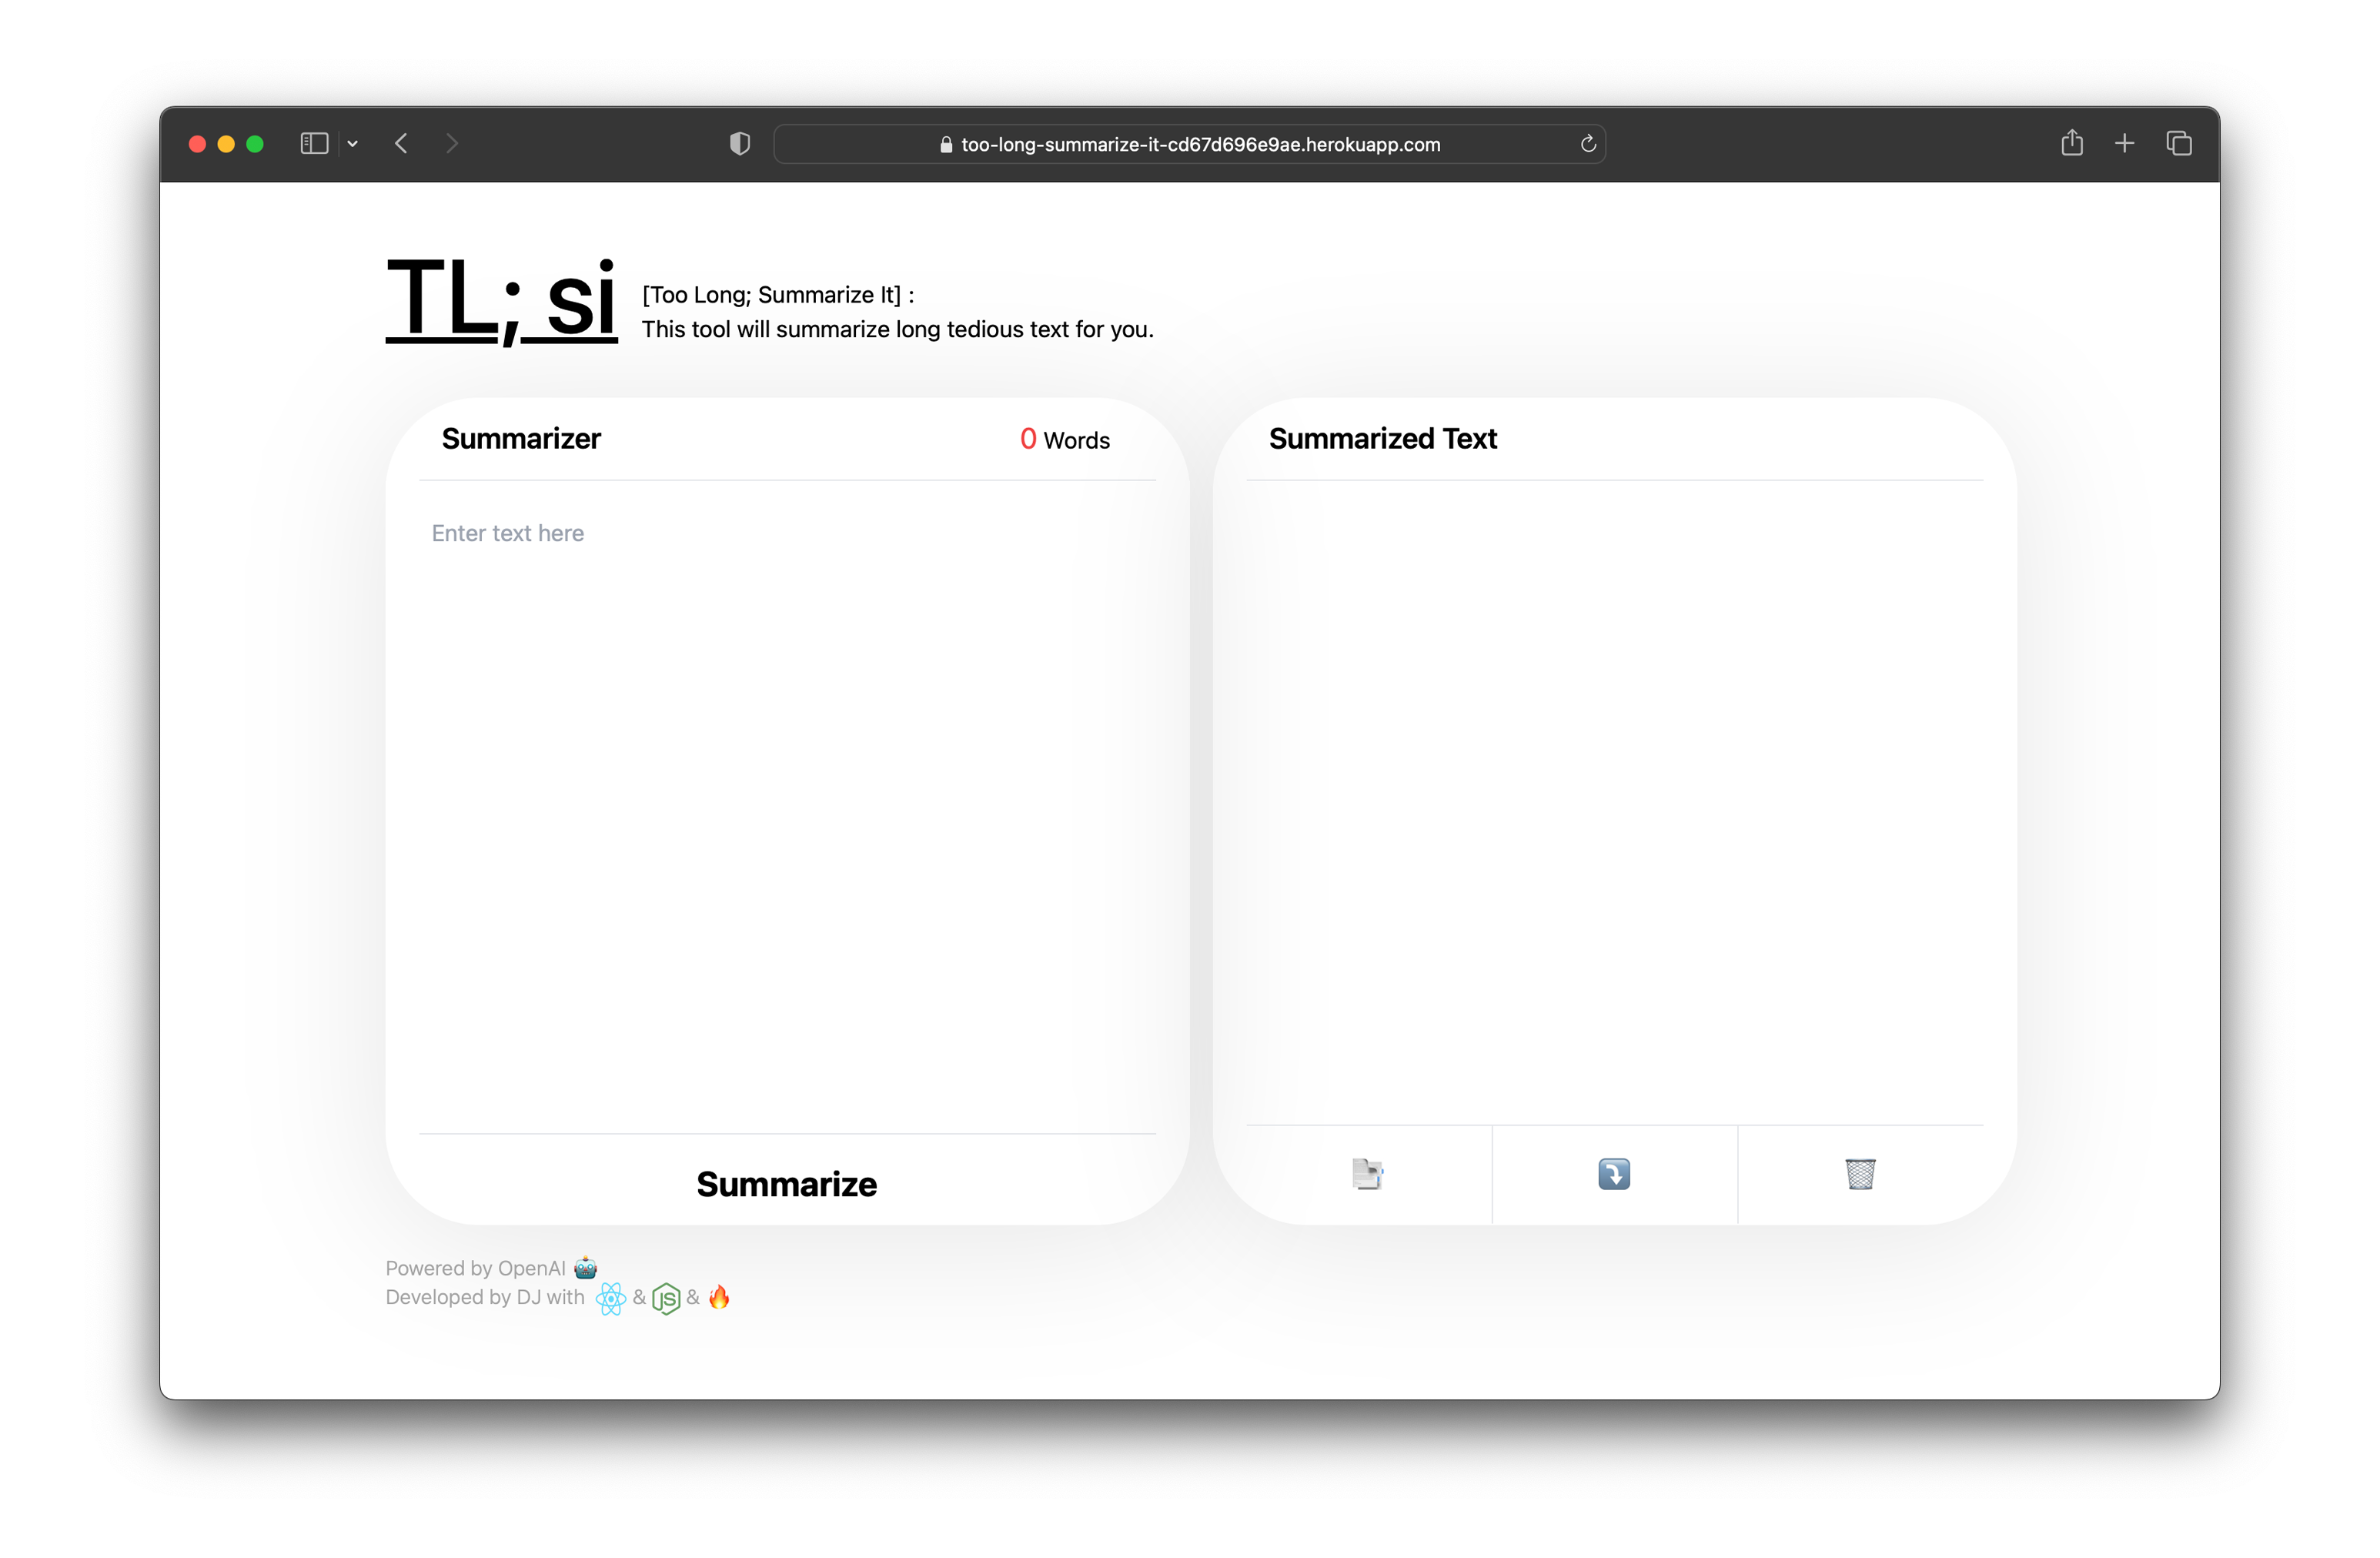 too-long-summarize-it-cd67d696e9ae.herokuapp.com
TL; si
[Too Long; Summarize It] :
This tool will summarize long tedious text for you.
Summarizer
0 Words
Enter text here
Summarize
Summarized Text
Powered by OpenAI 🤖
Developed by DJ with & JS & 🔥